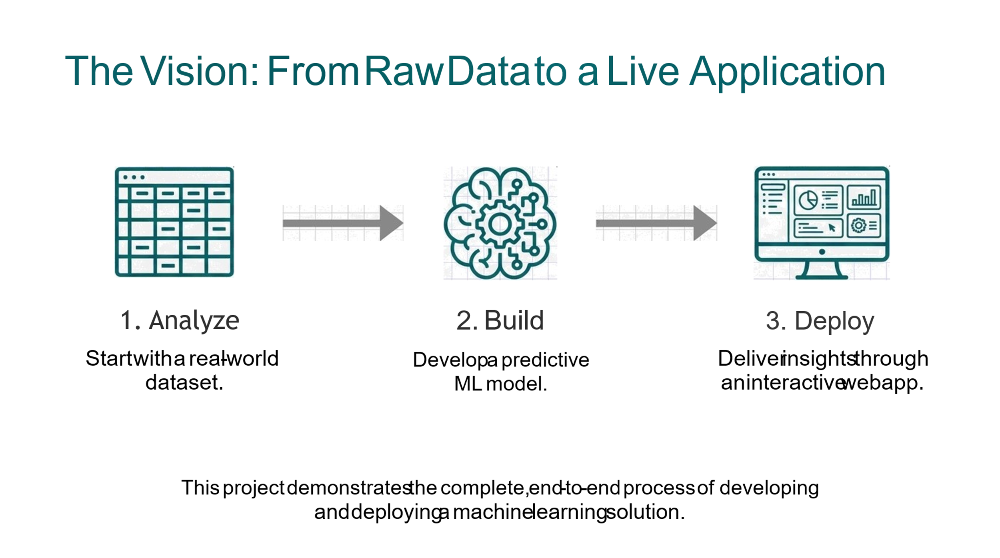 The Vision: From Raw Data to a Live Application
1. Analyze
Start with a real-world
dataset.
2. Build
Develop a predictive
ML model.
3. Deploy
Deliver insights through
an interactive web app.
This project demonstrates the complete, end-to-end process of developing
and deploying a machine learning solution.